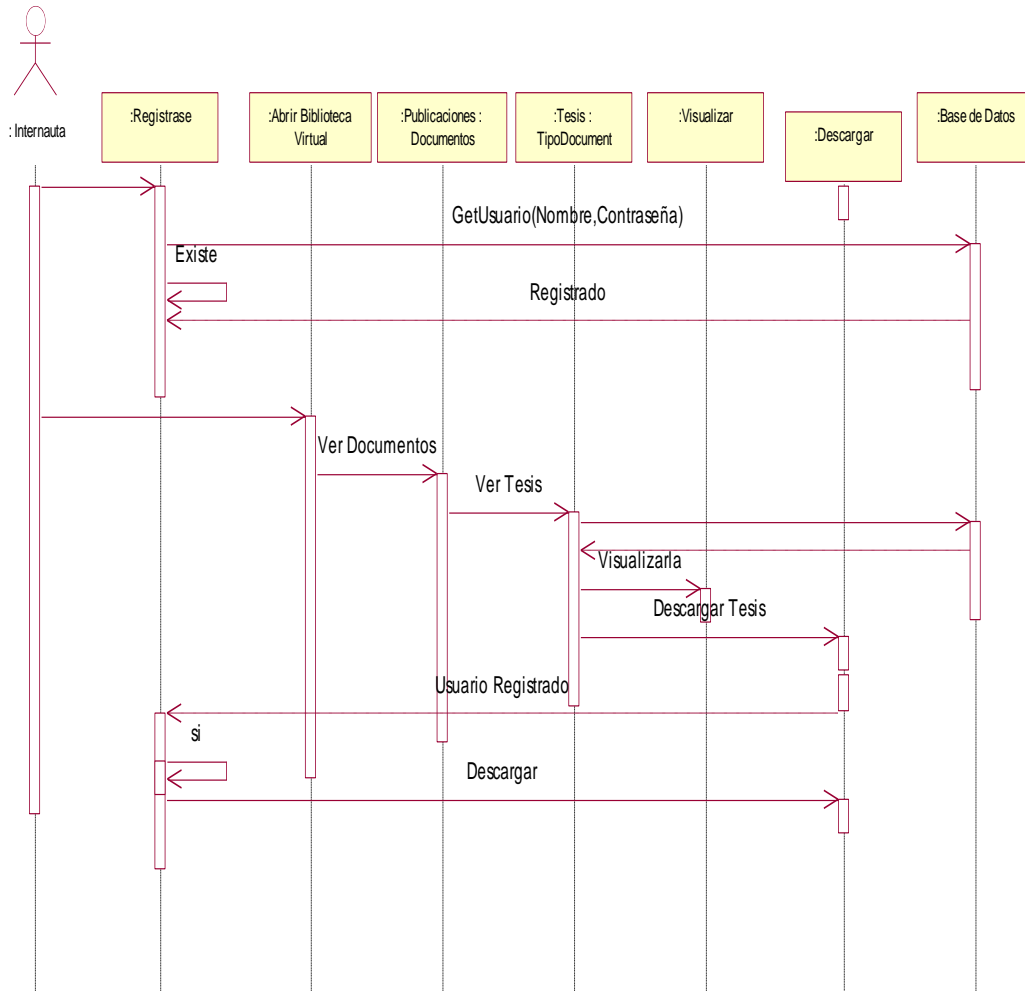 : Internauta
:Registrase
:Abrir Biblioteca
Virtual
:Publicaciones :
Documentos
:Tesis :
TipoDocument
:Visualizar
:Descargar
:Base de Datos
GetUsuario(Nombre,Contraseña)
Existe
Registrado
Ver Documentos
Ver Tesis
Visualizarla
Descargar Tesis
Usuario Registrado
si
Descargar